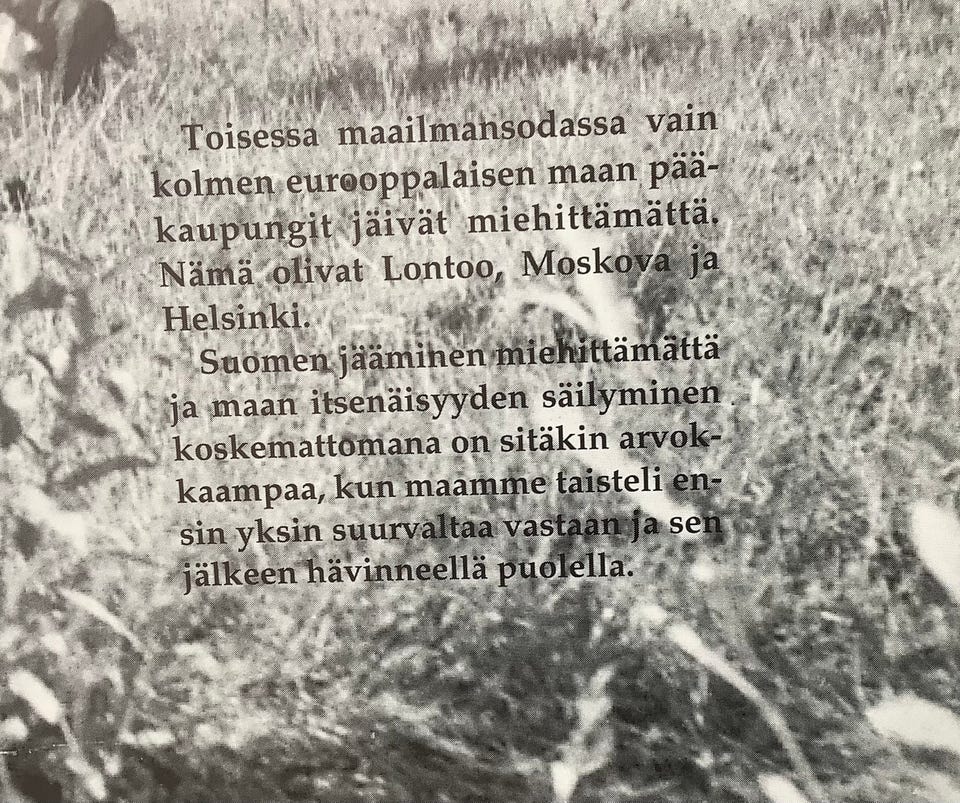 Toisessa maailmansodassa vain
kolmen eurooppalaisen maan pää-
kaupungit jäivät miehittämättä.
Nämä olivat Lontoo, Moskova ja
Helsinki.
Suomen jääminen miehittämättä
ja maan itsenäisyyden säilyminen
koskemattomana on sitäkin arvok-
kaampaa, kun maamme taisteli en-
sin yksin suurvaltaa vastaan ja sen
jälkeen hävinneellä puolella.